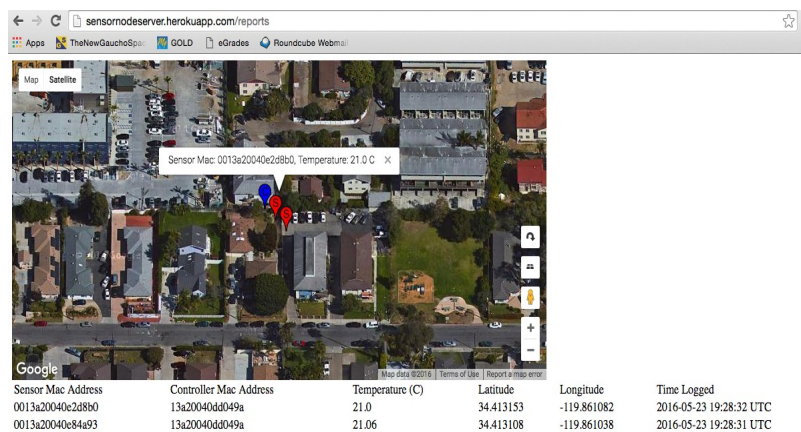 sensornodeserver.herokuapp.com/reports
Apps TheNewGauchoSpac GOLD eGrades Roundcube Webmail
Map Satellite
Sensor Mac: 0013a20040e2d8b0, Temperature: 21.0 C ×
S
S
+
−
Google
Map data ©2016 Terms of Use Report a map error
Sensor Mac Address Controller Mac Address Temperature (C) Latitude Longitude Time Logged
0013a20040e2d8b0 13a20040dd049a 21.0 34.413153 -119.861082 2016-05-23 19:28:32 UTC
0013a20040e84a93 13a20040dd049a 21.06 34.413108 -119.861038 2016-05-23 19:28:31 UTC